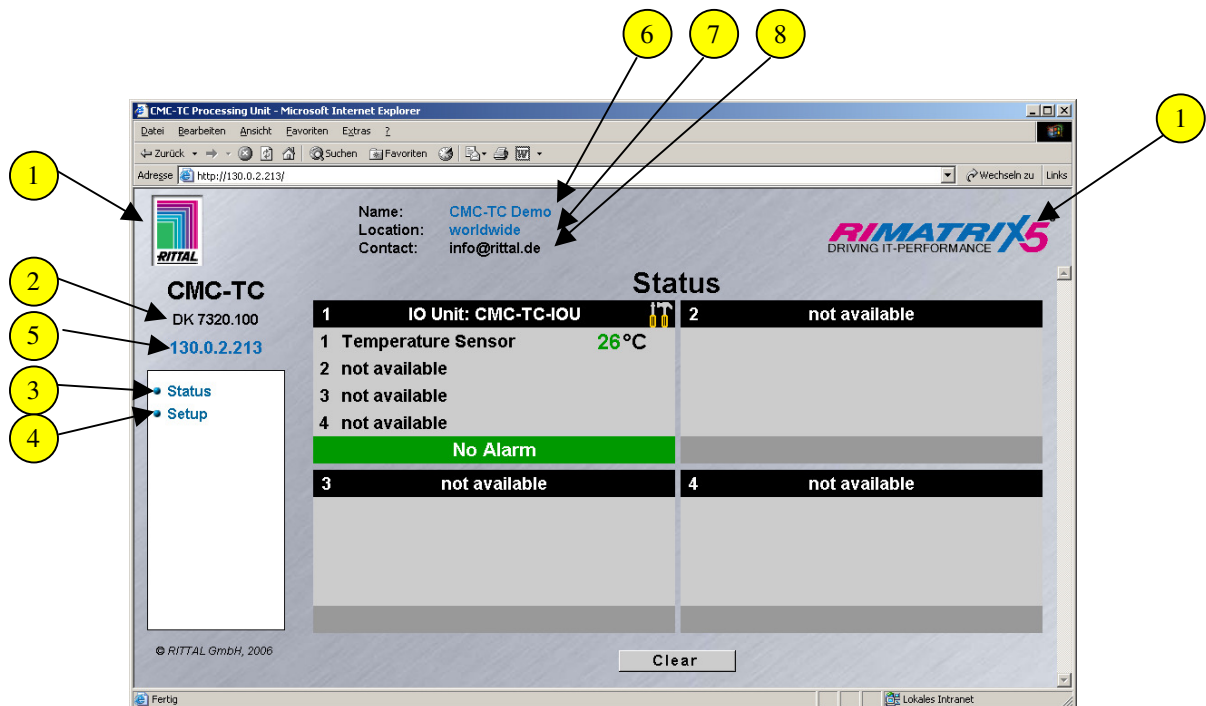 6 7 8
1
CMC-TC Processing Unit - Microsoft Internet Explorer
Datei Bearbeiten Ansicht Favoriten Extras ?
Zurück Suchen Favoriten
Adresse http://130.0.2.213/ Wechseln zu Links
1
RITTAL
Name: CMC-TC Demo
Location: worldwide
Contact: info@rittal.de
RIMATRIX5
DRIVING IT-PERFORMANCE
Status
2
CMC-TC
DK 7320.100
5
130.0.2.213
3
Status
4
Setup
1 IO Unit: CMC-TC-IOU
1 Temperature Sensor 26°C
2 not available
3 not available
4 not available
No Alarm
2 not available
3 not available
4 not available
© RITTAL GmbH, 2006
Clear
Fertig Lokales Intranet